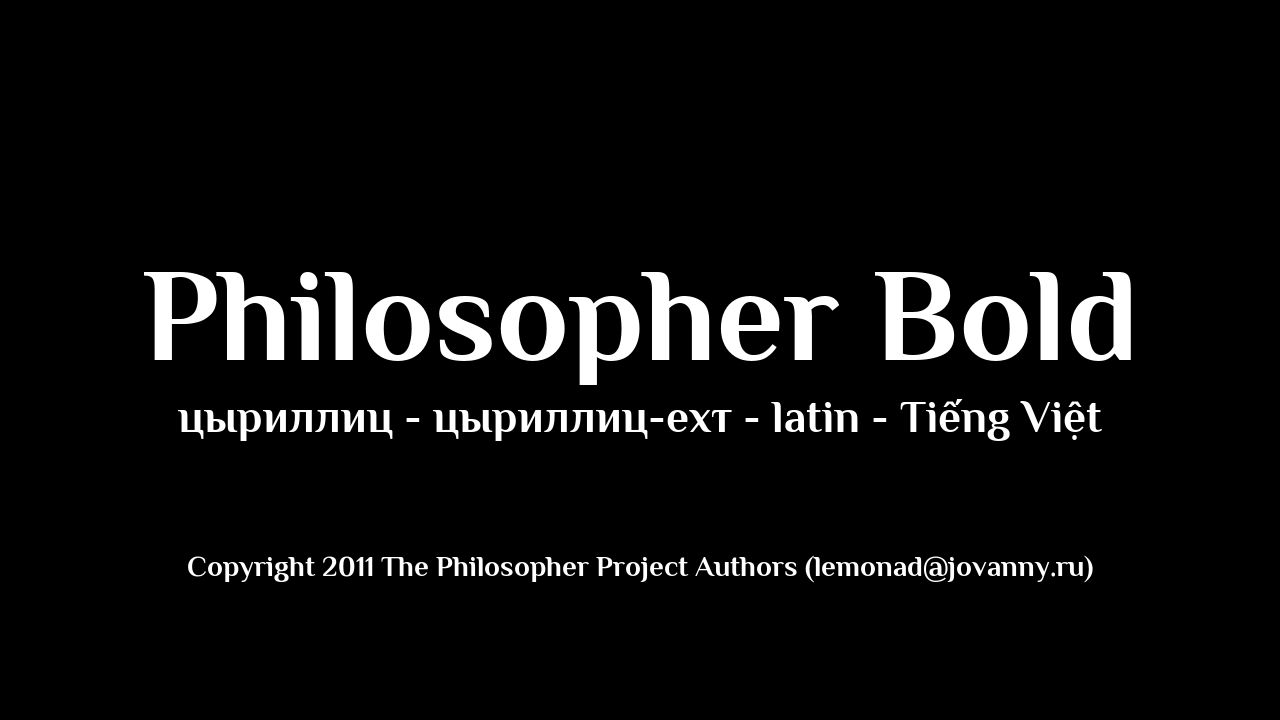 Philosopher Bold
цыриллиц - цыриллиц-ехт - latin - Tiếng Việt
Copyright 2011 The Philosopher Project Authors (lemonad@jovanny.ru)